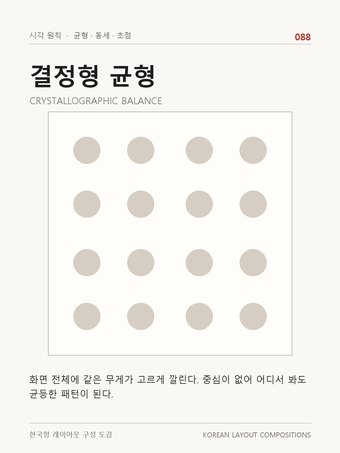 시각 원칙 · 균형 · 동세 · 초점
088
결정형 균형
CRYSTALLOGRAPHIC BALANCE
화면 전체에 같은 무게가 고르게 깔린다. 중심이 없어 어디서 봐도
균등한 패턴이 된다.
한국형 레이아웃 구성 도감
KOREAN LAYOUT COMPOSITIONS